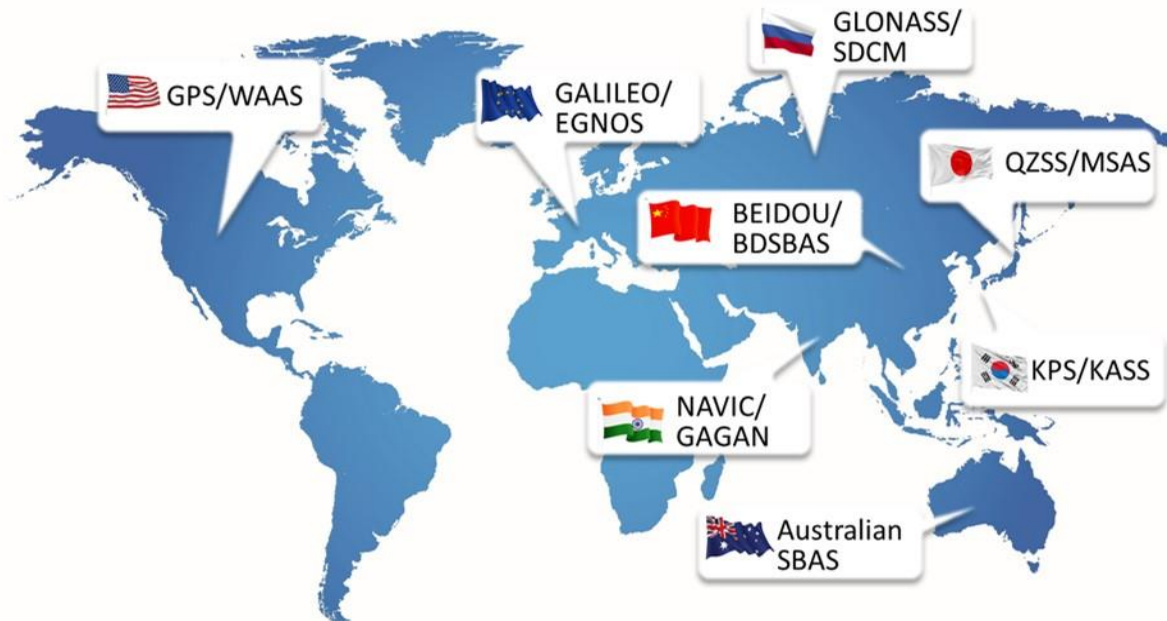 GLONASS/
SDCM
GPS/WAAS
GALILEO/
EGNOS
QZSS/MSAS
BEIDOU/
BDSBAS
KPS/KASS
NAVIC/
GAGAN
Australian
SBAS